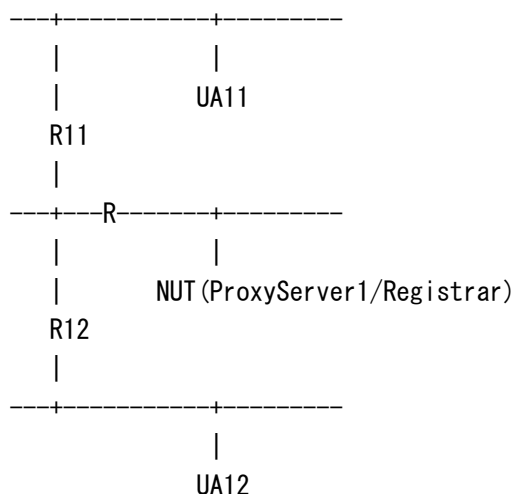 ---+-----------+---------
|           |
|          UA11
R11
|
---+---R-------+---------
|           |
|       NUT(ProxyServer1/Registrar)
R12
|
---+-----------+---------
|
UA12